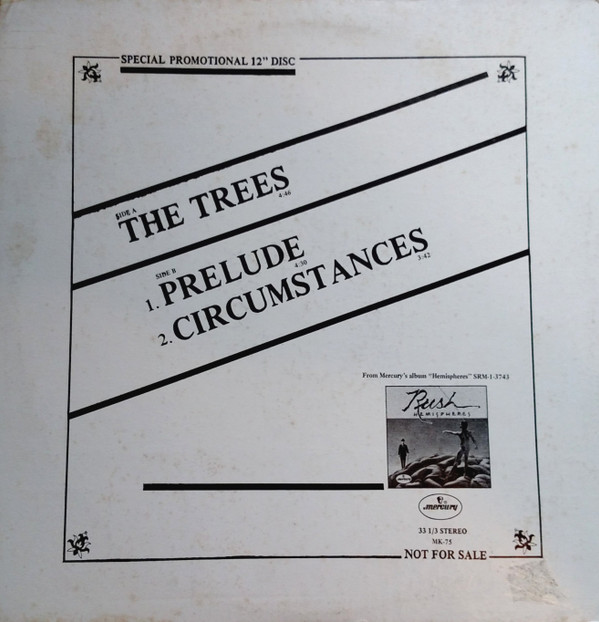 SPECIAL PROMOTIONAL 12" DISC
SIDE A
THE TREES
4:46
SIDE B
1. PRELUDE
4:30
2. CIRCUMSTANCES
3:42
From Mercury's album "Hemispheres" SRM-1-3743
Rush
HEMISPHERES
mercury
33 1/3 STEREO
MK-75
NOT FOR SALE